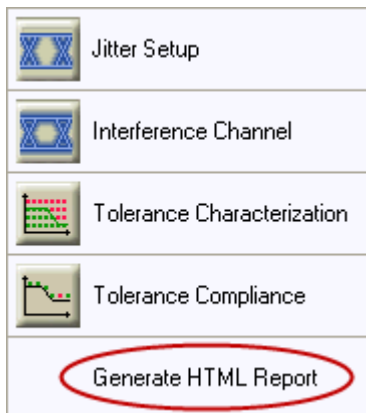 Jitter Setup
Interference Channel
Tolerance Characterization
Tolerance Compliance
Generate HTML Report